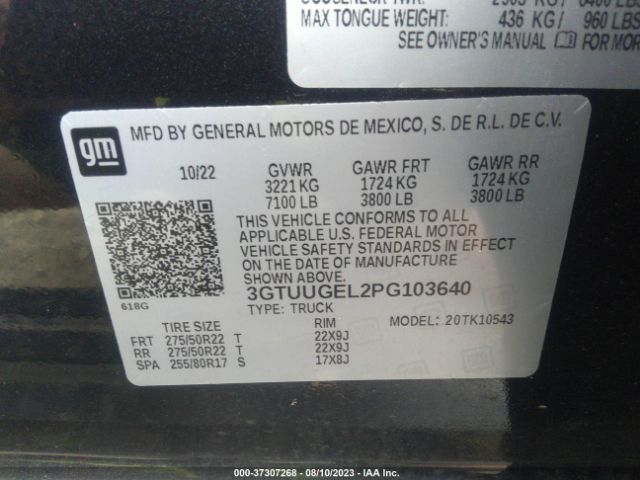 MAX TONGUE WEIGHT: 436 KG/ 960 LBS
SEE OWNER'S MANUAL FOR MOR
gm
MFD BY GENERAL MOTORS DE MEXICO, S. DE R.L. DE C.V.
10/22 GVWR GAWR FRT GAWR RR
3221 KG 1724 KG 1724 KG
7100 LB 3800 LB 3800 LB
THIS VEHICLE CONFORMS TO ALL
APPLICABLE U.S. FEDERAL MOTOR
VEHICLE SAFETY STANDARDS IN EFFECT
ON THE DATE OF MANUFACTURE
SHOWN ABOVE.
618G
3GTUUGEL2PG103640
TYPE: TRUCK MODEL: 20TK10543
TIRE SIZE RIM
FRT 275/50R22 T 22X9J
RR 275/50R22 T 22X9J
SPA 255/80R17 S 17X8J
000-37307268 - 08/10/2023 - IAA Inc.